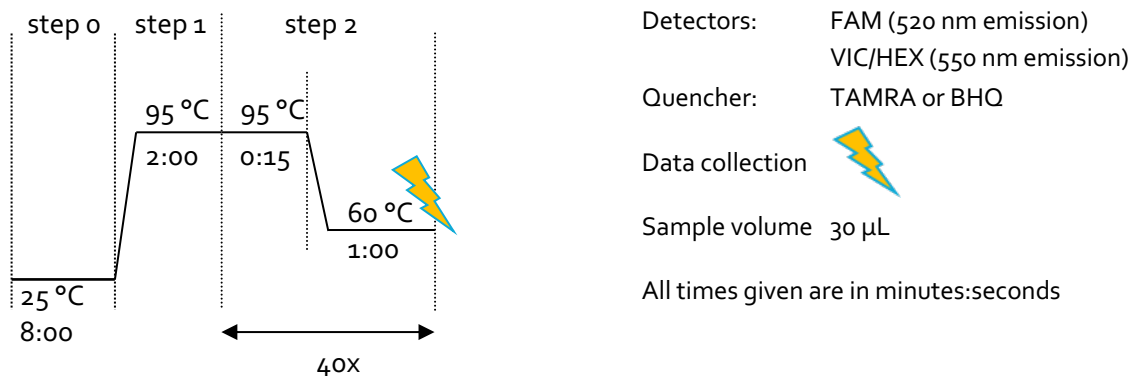 step 0 step 1 step 2
95 °C 95 °C
2:00 0:15
60 °C
1:00
25 °C
8:00
40x
Detectors: FAM (520 nm emission)
VIC/HEX (550 nm emission)
Quencher: TAMRA or BHQ
Data collection
Sample volume 30 µL
All times given are in minutes:seconds